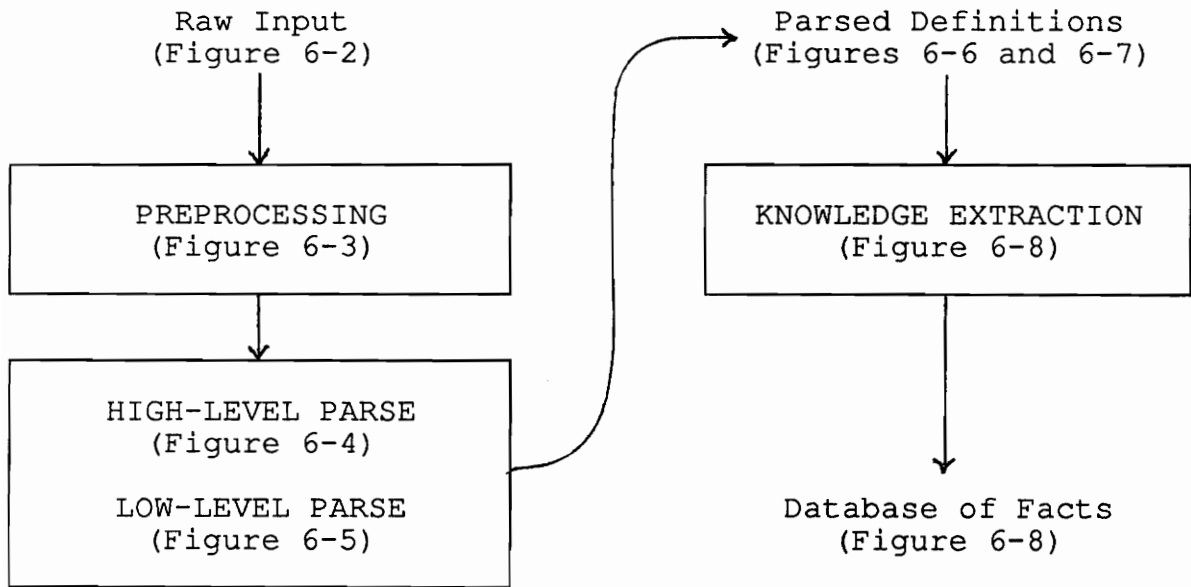 Raw Input
(Figure 6-2)
PREPROCESSING
(Figure 6-3)
HIGH-LEVEL PARSE
(Figure 6-4)
LOW-LEVEL PARSE
(Figure 6-5)
Parsed Definitions
(Figures 6-6 and 6-7)
KNOWLEDGE EXTRACTION
(Figure 6-8)
Database of Facts
(Figure 6-8)